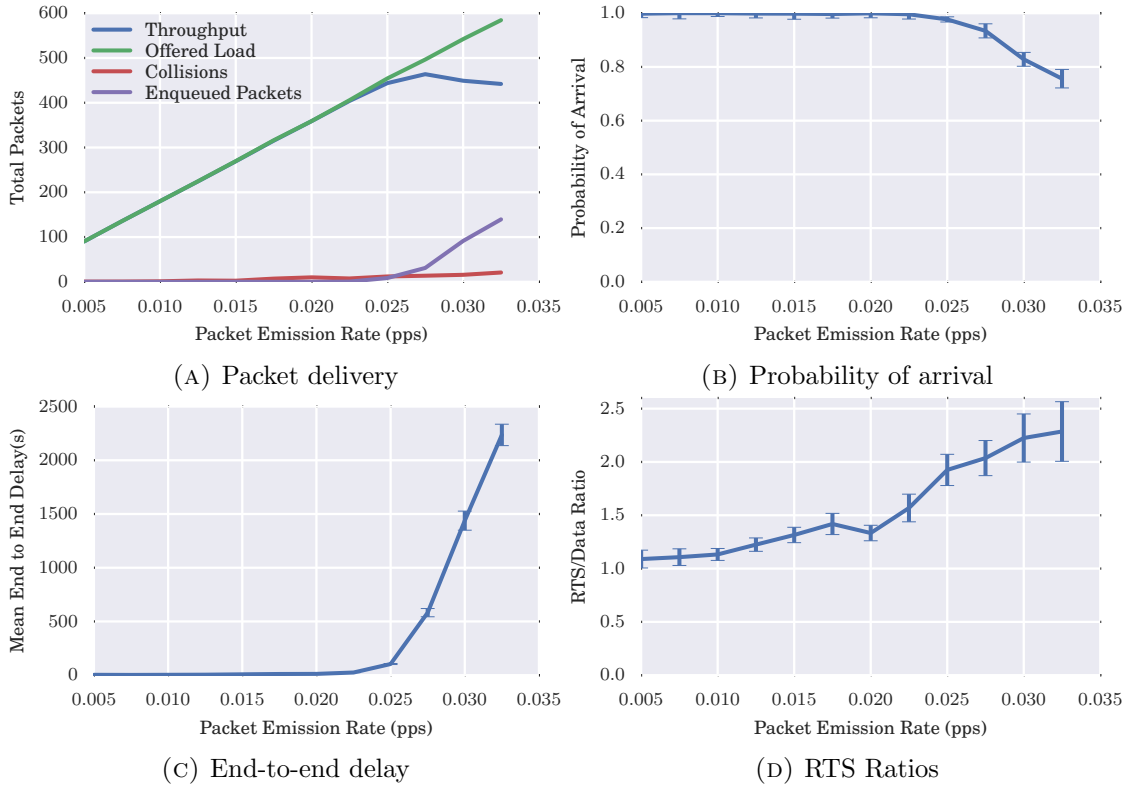 Throughput
Offered Load
Collisions
Enqueued Packets
Total Packets
700
600
500
400
300
200
100
0
0.005 0.010 0.015 0.020 0.025 0.030 0.035
Packet Emission Rate (pps)
(A) Packet delivery
Probability of Arrival
1.0
0.8
0.6
0.4
0.2
0.0
0.005 0.010 0.015 0.020 0.025 0.030 0.035
Packet Emission Rate (pps)
(B) Probability of arrival
Mean End to End Delay(s)
2500
2000
1500
1000
500
0
0.005 0.010 0.015 0.020 0.025 0.030 0.035
Packet Emission Rate (pps)
(C) End-to-end delay
RTS/Data Ratio
2.5
2.0
1.5
1.0
0.5
0.0
0.005 0.010 0.015 0.020 0.025 0.030 0.035
Packet Emission Rate (pps)
(D) RTS Ratios